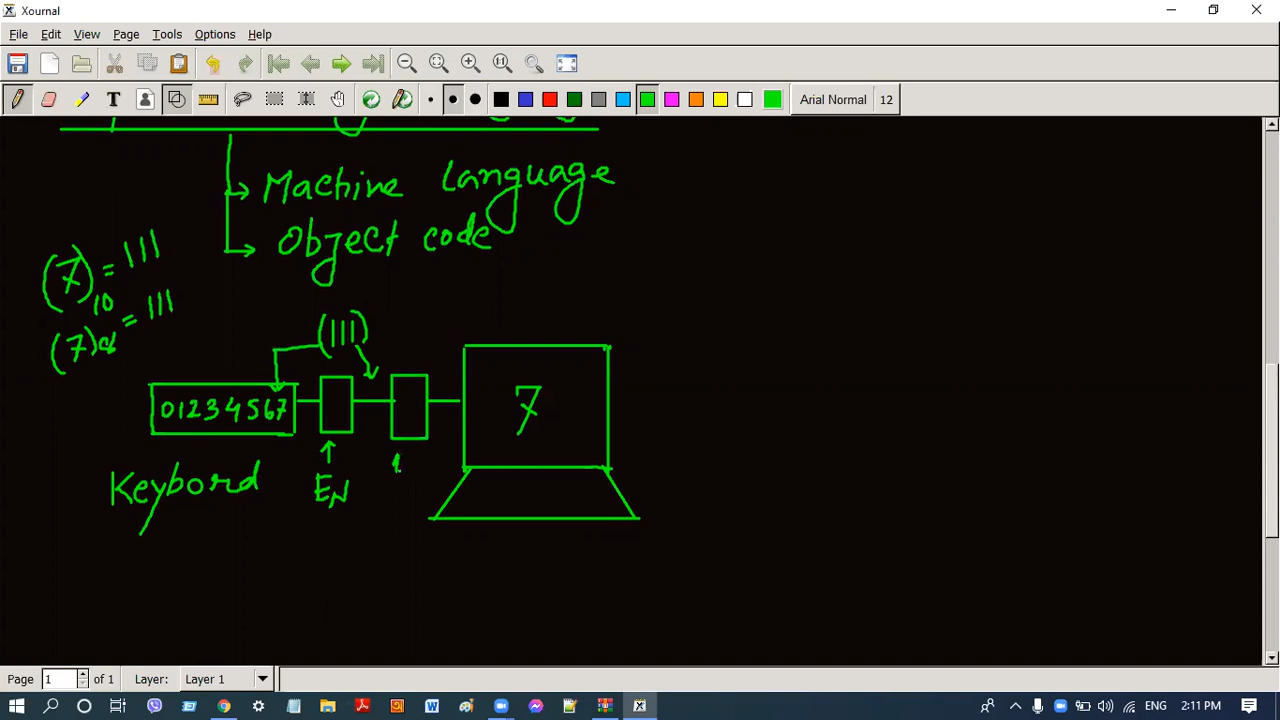 Xournal
File Edit View Page Tools Options Help
Arial Normal 12
Machine language
Object code
(7)10 = 111
(7)8 = 111
(111)
01234567
7
Keybord
EN
Page 1 of 1 Layer: Layer 1
ENG 2:11 PM